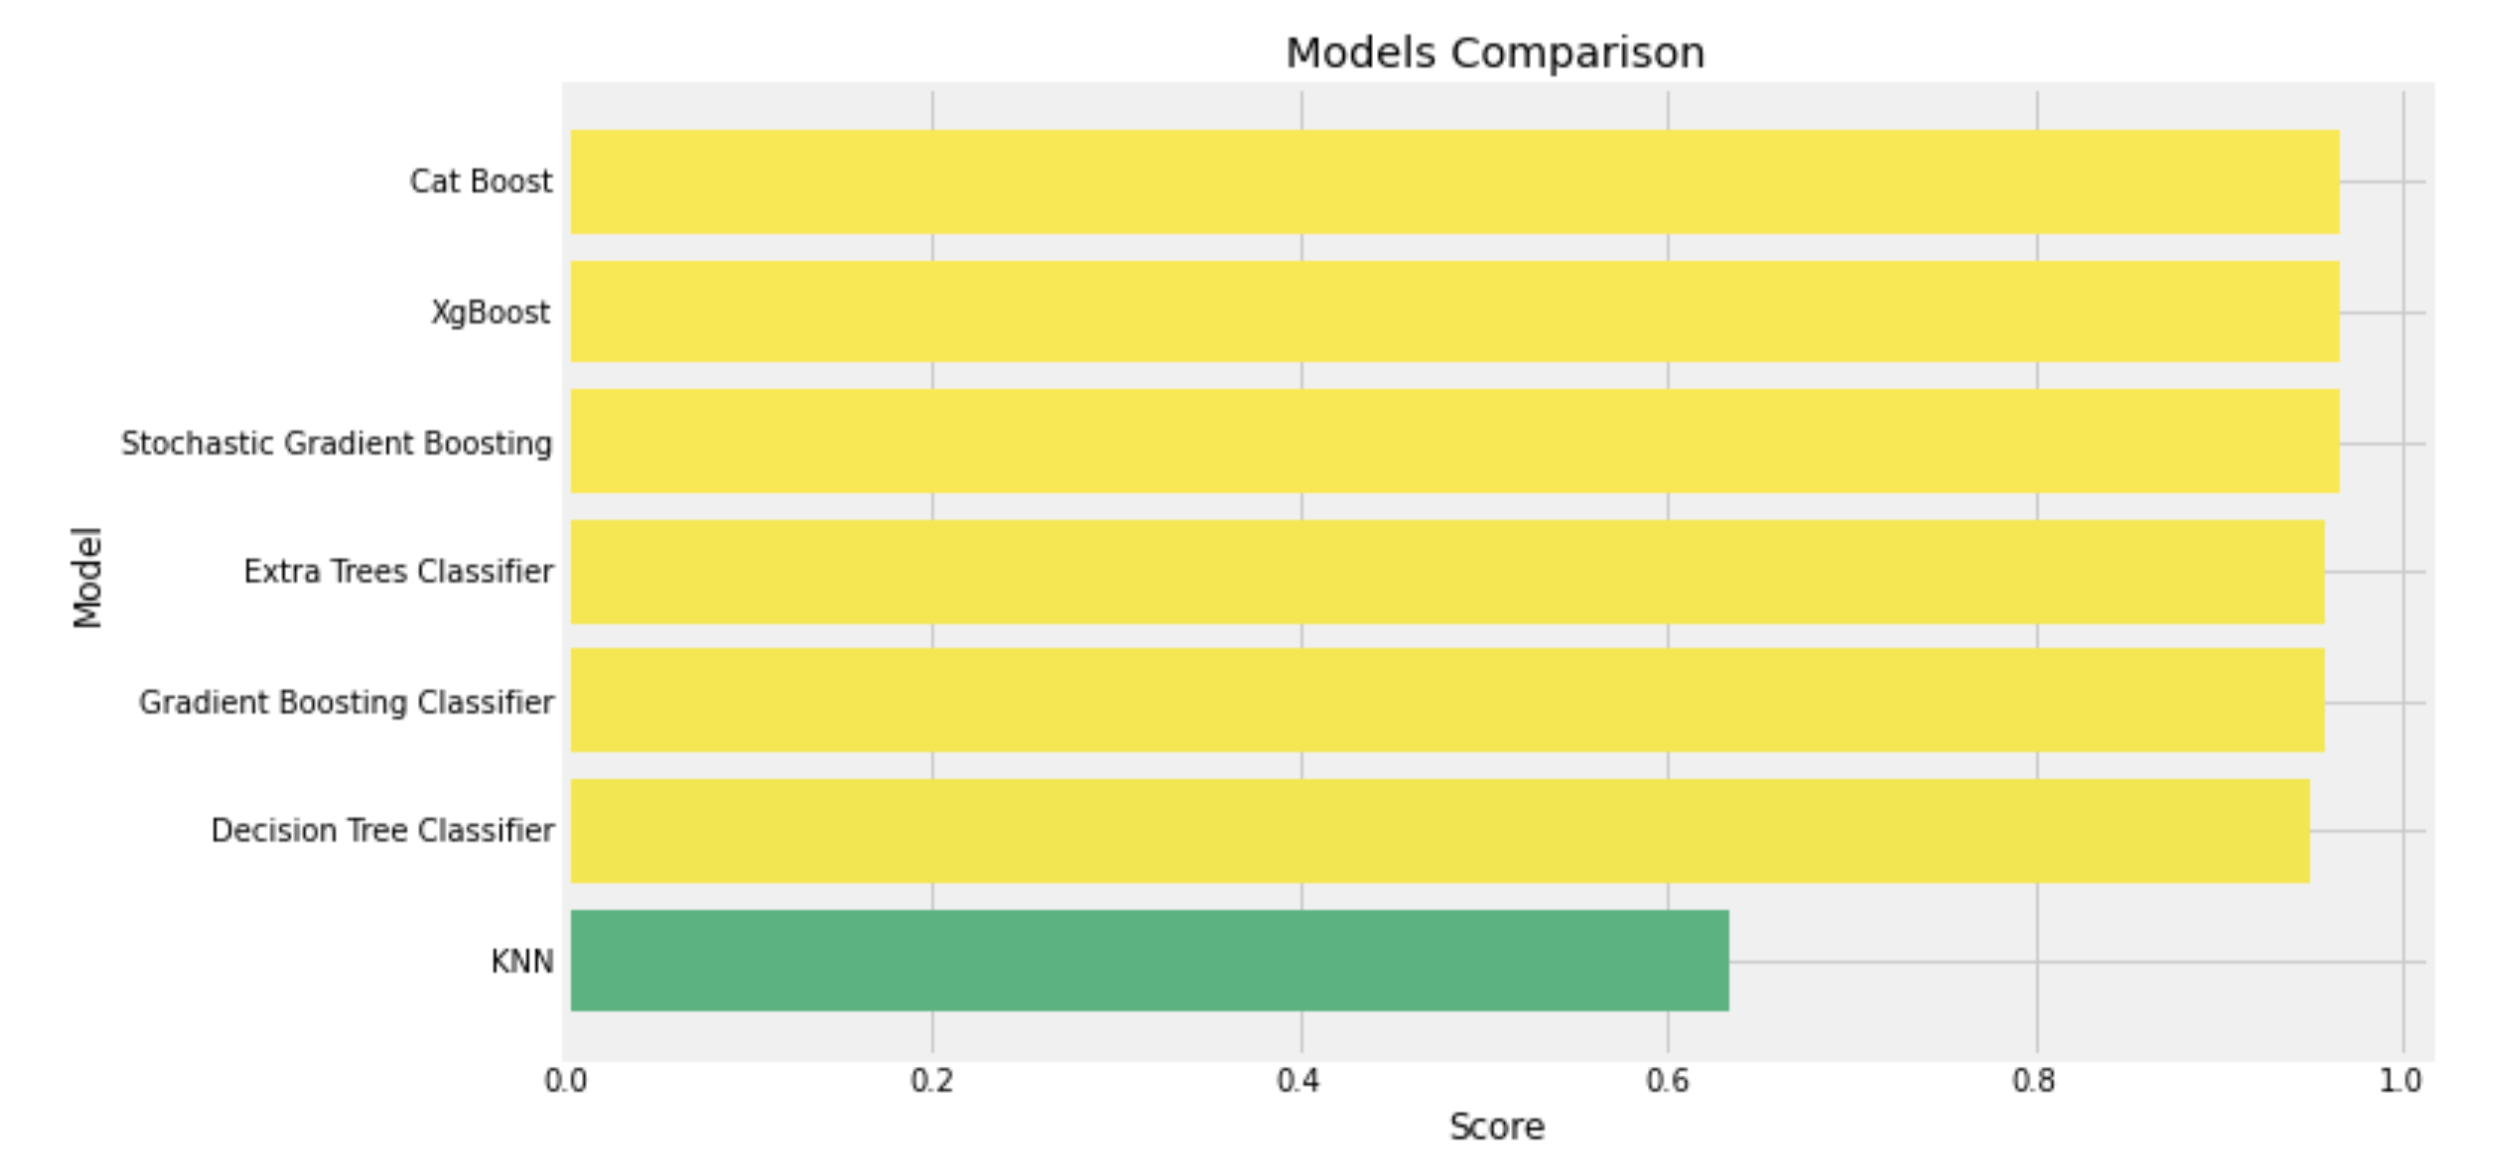 Models Comparison
Cat Boost
XgBoost
Stochastic Gradient Boosting
Extra Trees Classifier
Gradient Boosting Classifier
Decision Tree Classifier
KNN
Model
0.0 0.2 0.4 0.6 0.8 1.0
Score